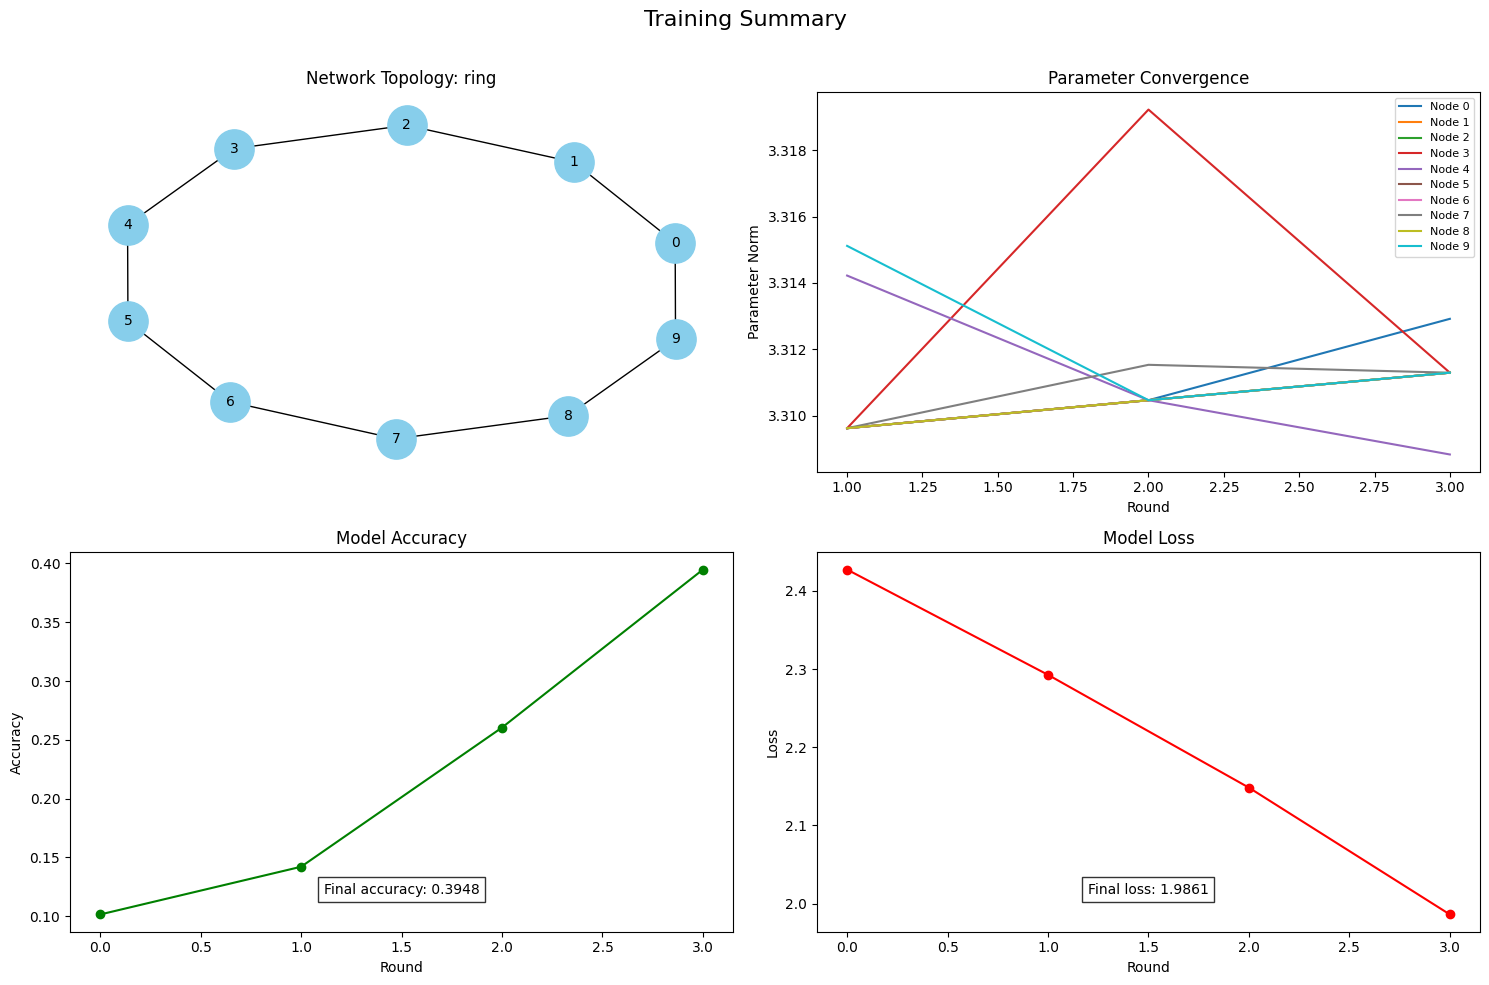 Training Summary
Network Topology: ring
2
3
1
4
0
5
9
6
8
7
Parameter Convergence
Parameter Norm
3.318
3.316
3.314
3.312
3.310
Node 0
Node 1
Node 2
Node 3
Node 4
Node 5
Node 6
Node 7
Node 8
Node 9
1.00 1.25 1.50 1.75 2.00 2.25 2.50 2.75 3.00
Round
Model Accuracy
Accuracy
0.40
0.35
0.30
0.25
0.20
0.15
0.10
Final accuracy: 0.3948
0.0 0.5 1.0 1.5 2.0 2.5 3.0
Round
Model Loss
Loss
2.4
2.3
2.2
2.1
2.0
Final loss: 1.9861
0.0 0.5 1.0 1.5 2.0 2.5 3.0
Round